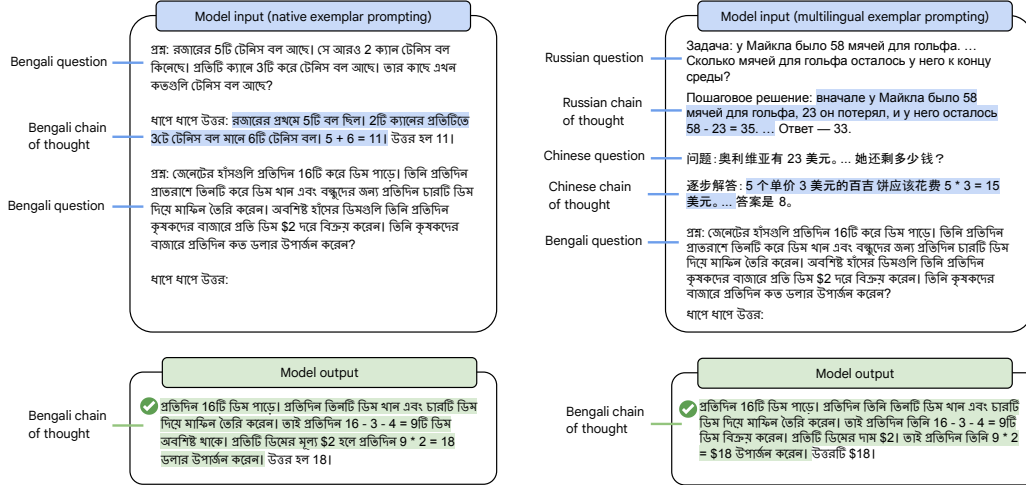 Model input (native exemplar prompting)
Bengali question
প্রশ্ন: রজারের 5টি টেনিস বল আছে। সে আরও 2 ক্যান টেনিস বল
কিনেছে। প্রতিটি ক্যানে 3টি করে টেনিস বল আছে। তার কাছে এখন
কতগুলি টেনিস বল আছে?
Bengali chain
of thought
ধাপে ধাপে উত্তর: রজারের প্রথমে 5টি বল ছিল। 2টি ক্যানের প্রতিটিতে
3টে টেনিস বল মানে 6টি টেনিস বল। 5 + 6 = 11। উত্তর হল 11।
Bengali question
প্রশ্ন: জেনেটের হাঁসগুলি প্রতিদিন 16টি করে ডিম পাড়ে। তিনি প্রতিদিন
প্রাতরাশে তিনটি করে ডিম খান এবং বন্ধুদের জন্য প্রতিদিন চারটি ডিম
দিয়ে মাফিন তৈরি করেন। অবশিষ্ট হাঁসের ডিমগুলি তিনি প্রতিদিন
কৃষকদের বাজারে প্রতি ডিম $2 দরে বিক্রয় করেন। তিনি কৃষকদের
বাজারে প্রতিদিন কত ডলার উপার্জন করেন?
ধাপে ধাপে উত্তর:
Model output
Bengali chain
of thought
প্রতিদিন 16টি ডিম পাড়ে। প্রতিদিন তিনটি ডিম খান এবং চারটি ডিম
দিয়ে মাফিন তৈরি করেন। তাই প্রতিদিন 16 - 3 - 4 = 9টি ডিম
অবশিষ্ট থাকে। প্রতিটি ডিমের মূল্য $2 হলে প্রতিদিন 9 * 2 = 18
ডলার উপার্জন করেন। উত্তর হল 18।
Model input (multilingual exemplar prompting)
Russian question
Задача: у Майкла было 58 мячей для гольфа. …
Сколько мячей для гольфа осталось у него к концу
среды?
Russian chain
of thought
Пошаговое решение: вначале у Майкла было 58
мячей для гольфа, 23 он потерял, и у него осталось
58 - 23 = 35. … Ответ — 33.
Chinese question
问题：奥利维亚有 23 美元。... 她还剩多少钱？
Chinese chain
of thought
逐步解答：5 个单价 3 美元的百吉饼应该花费 5 * 3 = 15
美元。... 答案是 8。
Bengali question
প্রশ্ন: জেনেটের হাঁসগুলি প্রতিদিন 16টি করে ডিম পাড়ে। তিনি প্রতিদিন
প্রাতরাশে তিনটি করে ডিম খান এবং বন্ধুদের জন্য প্রতিদিন চারটি ডিম
দিয়ে মাফিন তৈরি করেন। অবশিষ্ট হাঁসের ডিমগুলি তিনি প্রতিদিন
কৃষকদের বাজারে প্রতি ডিম $2 দরে বিক্রয় করেন। তিনি কৃষকদের
বাজারে প্রতিদিন কত ডলার উপার্জন করেন?
ধাপে ধাপে উত্তর:
Model output
Bengali chain
of thought
প্রতিদিন 16টি ডিম পাড়ে। প্রতিদিন তিনি তিনটি ডিম খান এবং চারটি
ডিম দিয়ে মাফিন তৈরি করেন। তাই প্রতিদিন তিনি 16 - 3 - 4 = 9টি
ডিম বিক্রয় করেন। প্রতিটি ডিমের দাম $2। তাই প্রতিদিন তিনি 9 * 2
= $18 উপার্জন করেন। উত্তরটি $18।